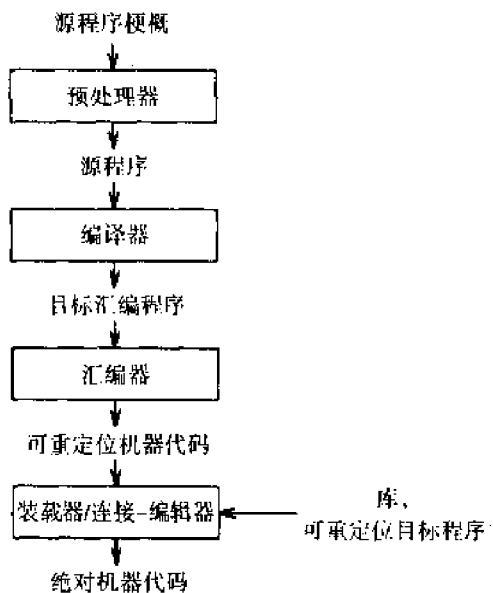 源程序梗概
预处理器
源程序
编译器
目标汇编程序
汇编器
可重定位机器代码
装载器/连接-编辑器
库,
可重定位目标程序
绝对机器代码